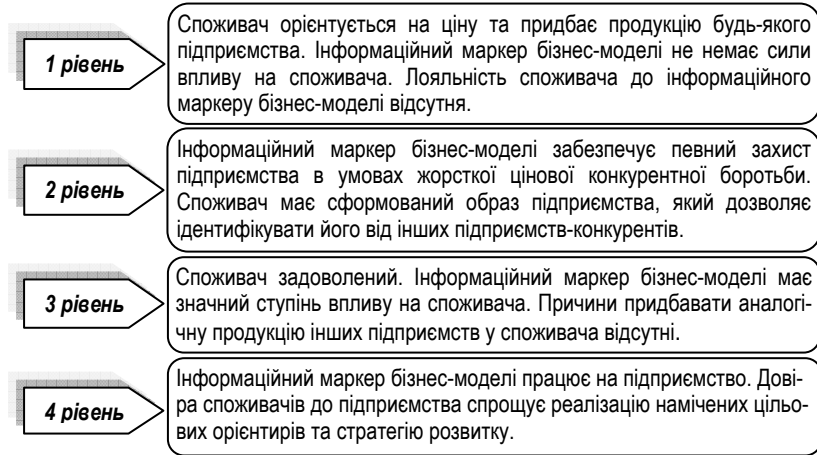 1 рівень
Споживач орієнтується на ціну та придбає продукцію будь-якого
підприємства. Інформаційний маркер бізнес-моделі не немає сили
впливу на споживача. Лояльність споживача до інформаційного
маркеру бізнес-моделі відсутня.
2 рівень
Інформаційний маркер бізнес-моделі забезпечує певний захист
підприємства в умовах жорсткої цінової конкурентної боротьби.
Споживач має сформований образ підприємства, який дозволяє
ідентифікувати його від інших підприємств-конкурентів.
3 рівень
Споживач задоволений. Інформаційний маркер бізнес-моделі має
значний ступінь впливу на споживача. Причини придбавати аналогі-
чну продукцію інших підприємств у споживача відсутні.
4 рівень
Інформаційний маркер бізнес-моделі працює на підприємство. Дові-
ра споживачів до підприємства спрощує реалізацію намічених цільо-
вих орієнтирів та стратегію розвитку.